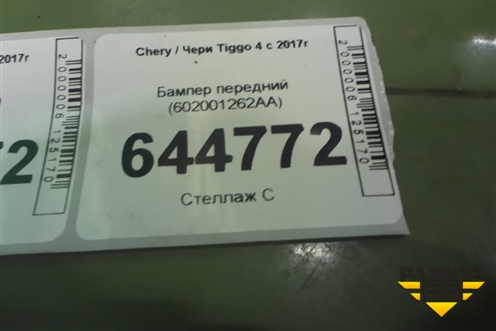 2017г
Chery / Чери Tiggo 4 с 2017г
Бампер передний
(602001262AA)
644772
Стеллаж С
2000006125170
72
2000006125170